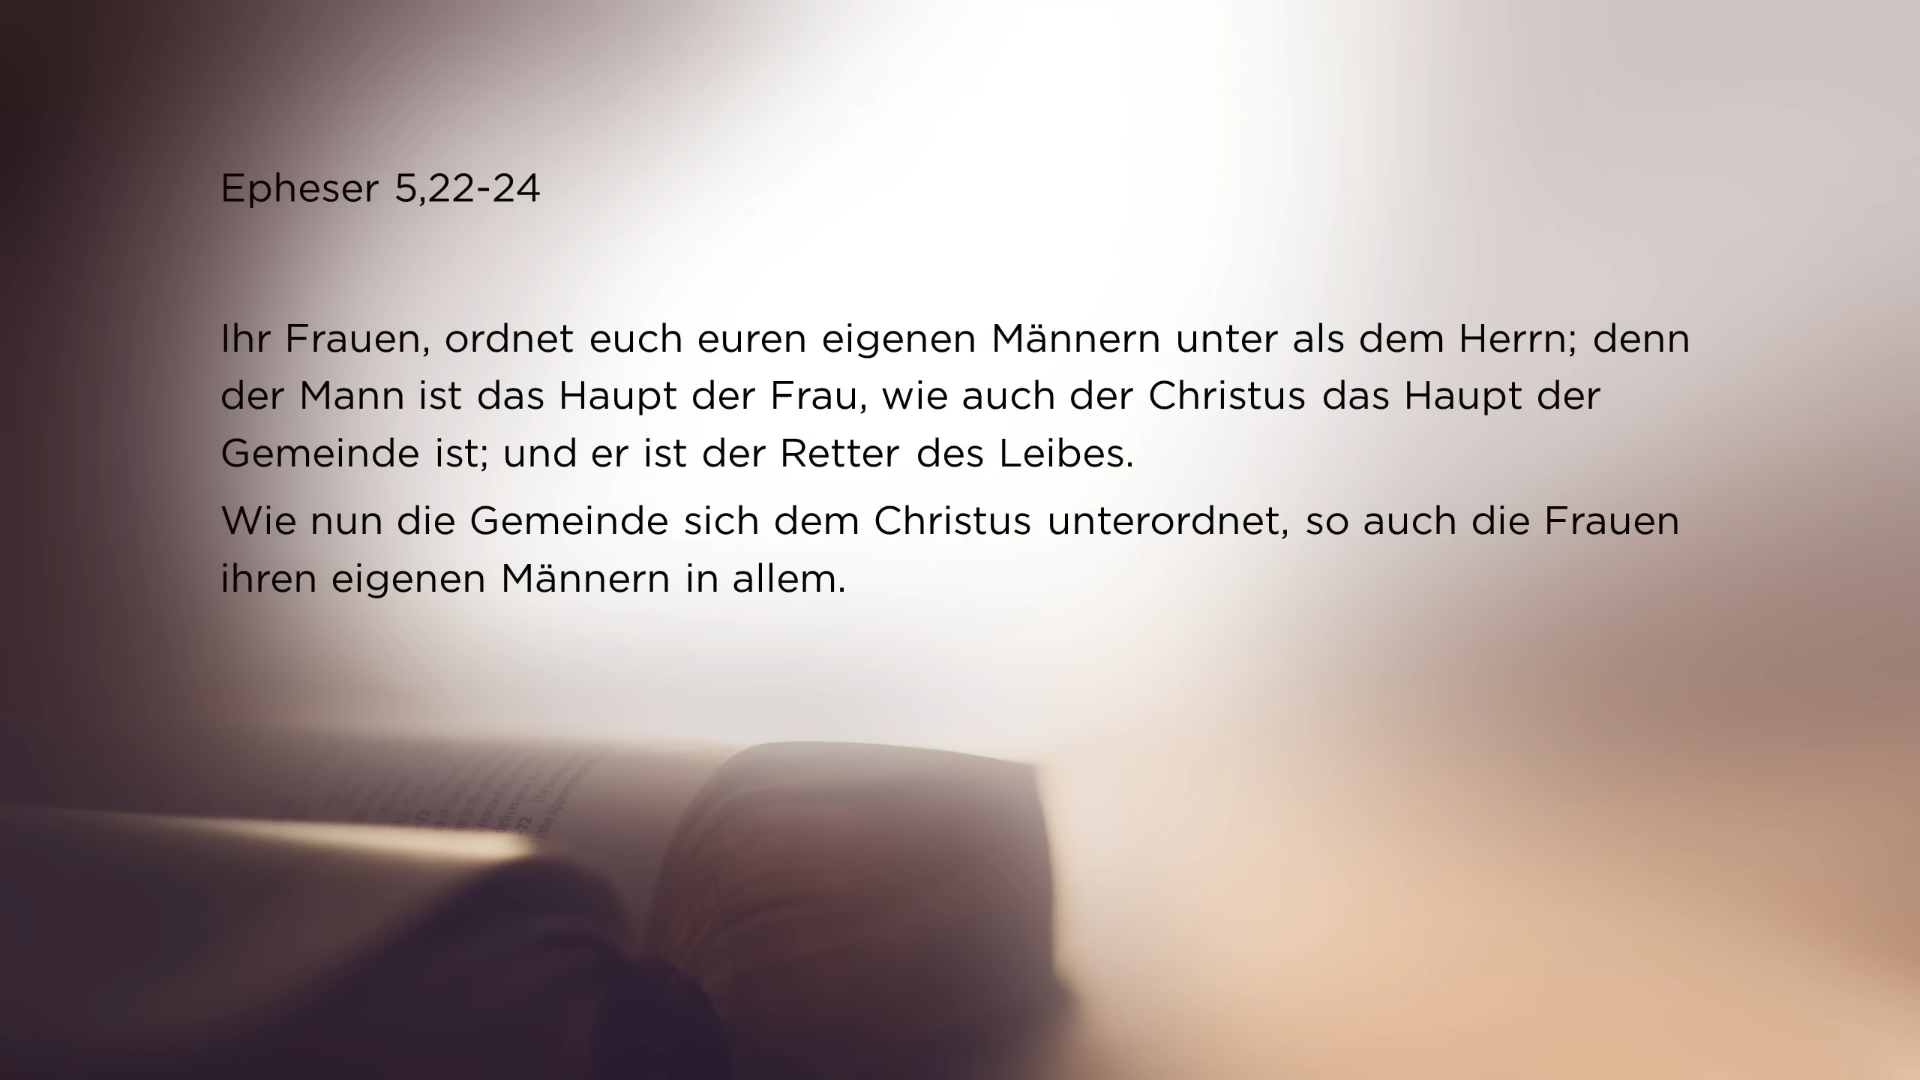 Epheser 5,22-24
Ihr Frauen, ordnet euch euren eigenen Männern unter als dem Herrn; denn
der Mann ist das Haupt der Frau, wie auch der Christus das Haupt der
Gemeinde ist; und er ist der Retter des Leibes.
Wie nun die Gemeinde sich dem Christus unterordnet, so auch die Frauen
ihren eigenen Männern in allem.